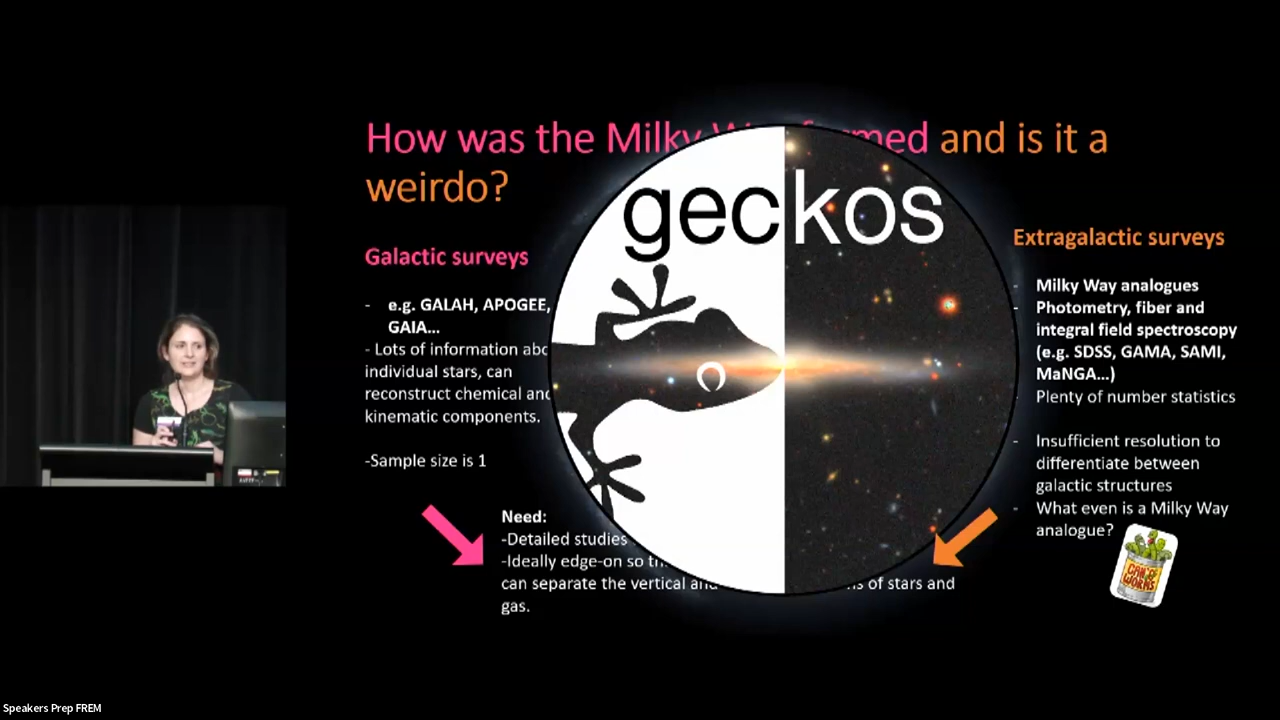 How was the Milky Way formed and is it a
weirdo?
geckos
Galactic surveys
- e.g. GALAH, APOGEE,
GAIA...
- Lots of information abo
individual stars, can
reconstruct chemical and
kinematic components.
-Sample size is 1
Extragalactic surveys
- Milky Way analogues
- Photometry, fiber and
integral field spectroscopy
(e.g. SDSS, GAMA, SAMI,
MaNGA...)
- Plenty of number statistics
- Insufficient resolution to
differentiate between
galactic structures
- What even is a Milky Way
analogue?
CAN OF
WORMS
Need:
-Detailed studies
-Ideally edge-on so
can separate the vertical and of stars and
gas.
Speakers Prep FREM